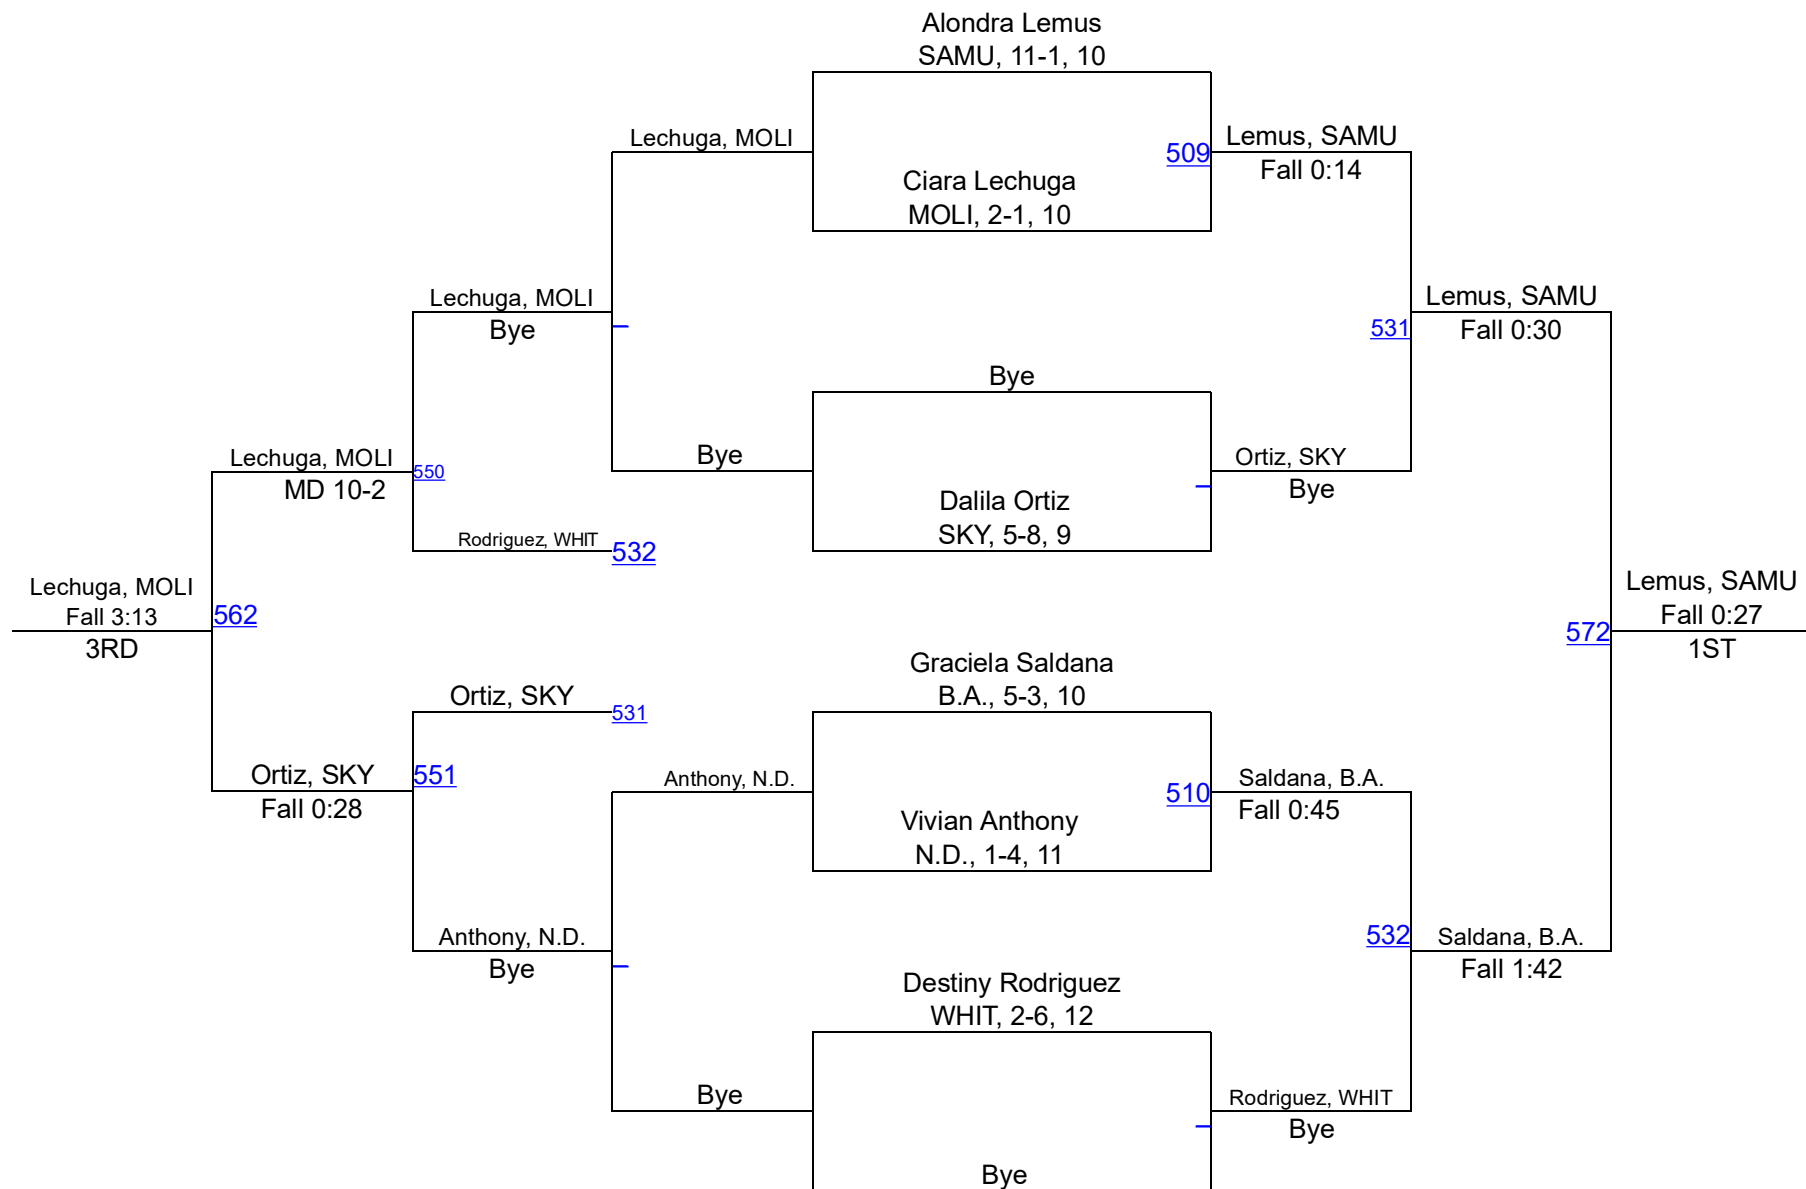 Alondra Lemus
SAMU, 11-1, 10
Lechuga, MOLI
509
Lemus, SAMU
Fall 0:14
Ciara Lechuga
MOLI, 2-1, 10
Lechuga, MOLI
Bye
531
Lemus, SAMU
Fall 0:30
Bye
Lechuga, MOLI
MD 10-2
550
Bye
Ortiz, SKY
Bye
Dalila Ortiz
SKY, 5-8, 9
Rodriguez, WHIT
532
Lechuga, MOLI
Fall 3:13
3RD
562
572
Lemus, SAMU
Fall 0:27
1ST
Graciela Saldana
B.A., 5-3, 10
Ortiz, SKY
531
Ortiz, SKY
Fall 0:28
551
Anthony, N.D.
510
Saldana, B.A.
Fall 0:45
Vivian Anthony
N.D., 1-4, 11
Anthony, N.D.
Bye
532
Saldana, B.A.
Fall 1:42
Destiny Rodriguez
WHIT, 2-6, 12
Bye
Rodriguez, WHIT
Bye
Bye